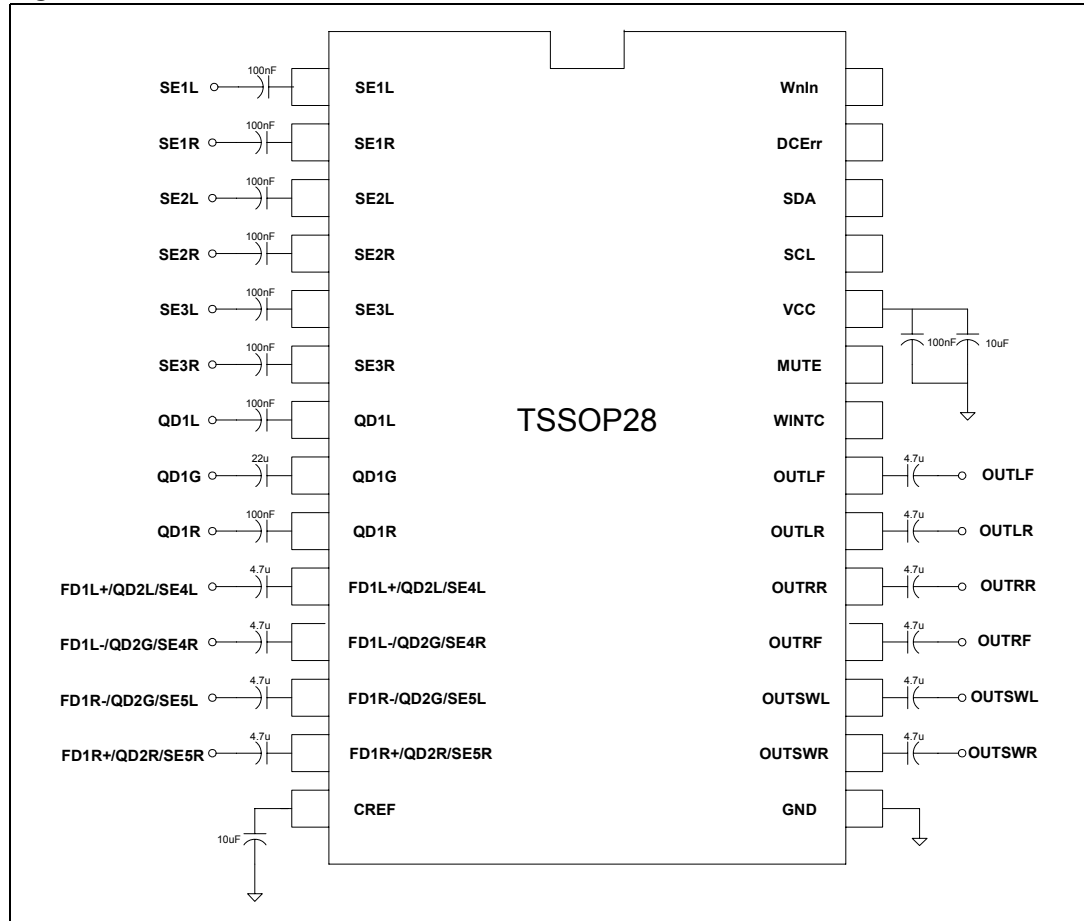 100nF
SE1L SE1L WnIn
100nF
SE1R SE1R DCErr
100nF
SE2L SE2L SDA
100nF
SE2R SE2R SCL
100nF
SE3L SE3L VCC
100nF 10uF
100nF
SE3R SE3R MUTE
100nF
QD1L QD1L TSSOP28 WINTC
22u 4.7u
QD1G QD1G OUTLF OUTLF
100nF 4.7u
QD1R QD1R OUTLR OUTLR
4.7u 4.7u
FD1L+/QD2L/SE4L FD1L+/QD2L/SE4L OUTRR OUTRR
4.7u 4.7u
FD1L-/QD2G/SE4R FD1L-/QD2G/SE4R OUTRF OUTRF
4.7u 4.7u
FD1R-/QD2G/SE5L FD1R-/QD2G/SE5L OUTSWL OUTSWL
4.7u 4.7u
FD1R+/QD2R/SE5R FD1R+/QD2R/SE5R OUTSWR OUTSWR
CREF GND
10uF